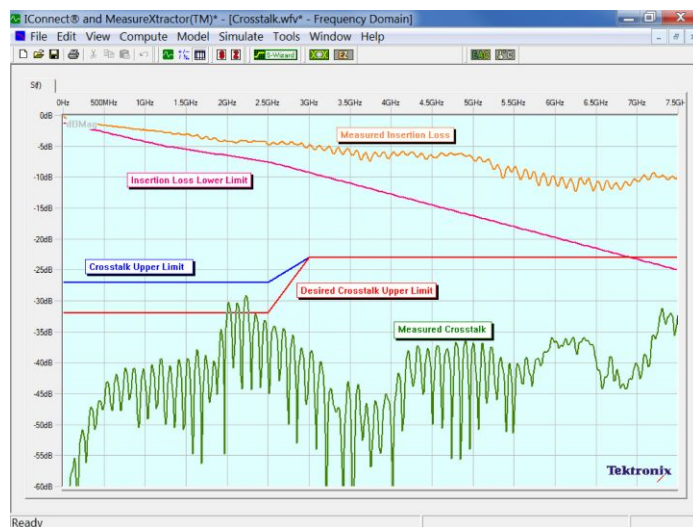 IConnect® and MeasureXtractor(TM)* - [Crosstalk.wfv* - Frequency Domain]
File Edit View Compute Model Simulate Tools Window Help
S-Wizard
S(f)
0Hz 500MHz 1GHz 1.5GHz 2GHz 2.5GHz 3GHz 3.5GHz 4GHz 4.5GHz 5GHz 5.5GHz 6GHz 6.5GHz 7GHz 7.5G
0dB
dBMag
Measured Insertion Loss
-5dB
-10dB
Insertion Loss Lower Limit
-15dB
-20dB
-25dB
Crosstalk Upper Limit
Desired Crosstalk Upper Limit
-30dB
-35dB
Measured Crosstalk
-40dB
-45dB
-50dB
-55dB
Tektronix
-60dB
Ready